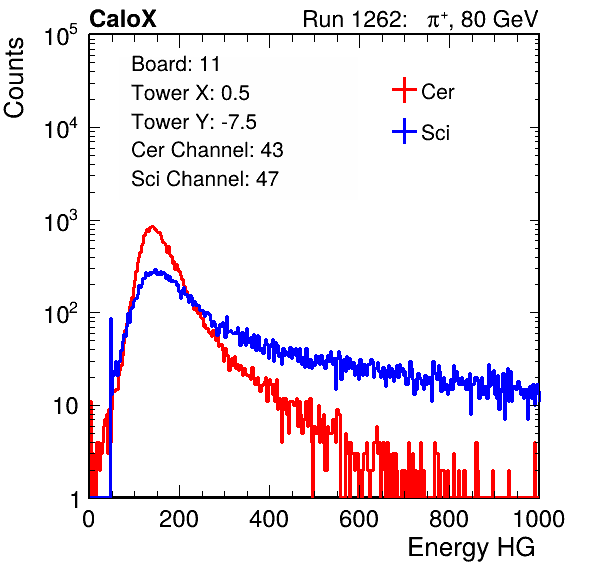 CaloX Run 1262: π⁺, 80 GeV
Counts
10⁵
10⁴
10³
10²
10
1
Board: 11
Tower X: 0.5
Tower Y: -7.5
Cer Channel: 43
Sci Channel: 47
Cer
Sci
0 200 400 600 800 1000
Energy HG